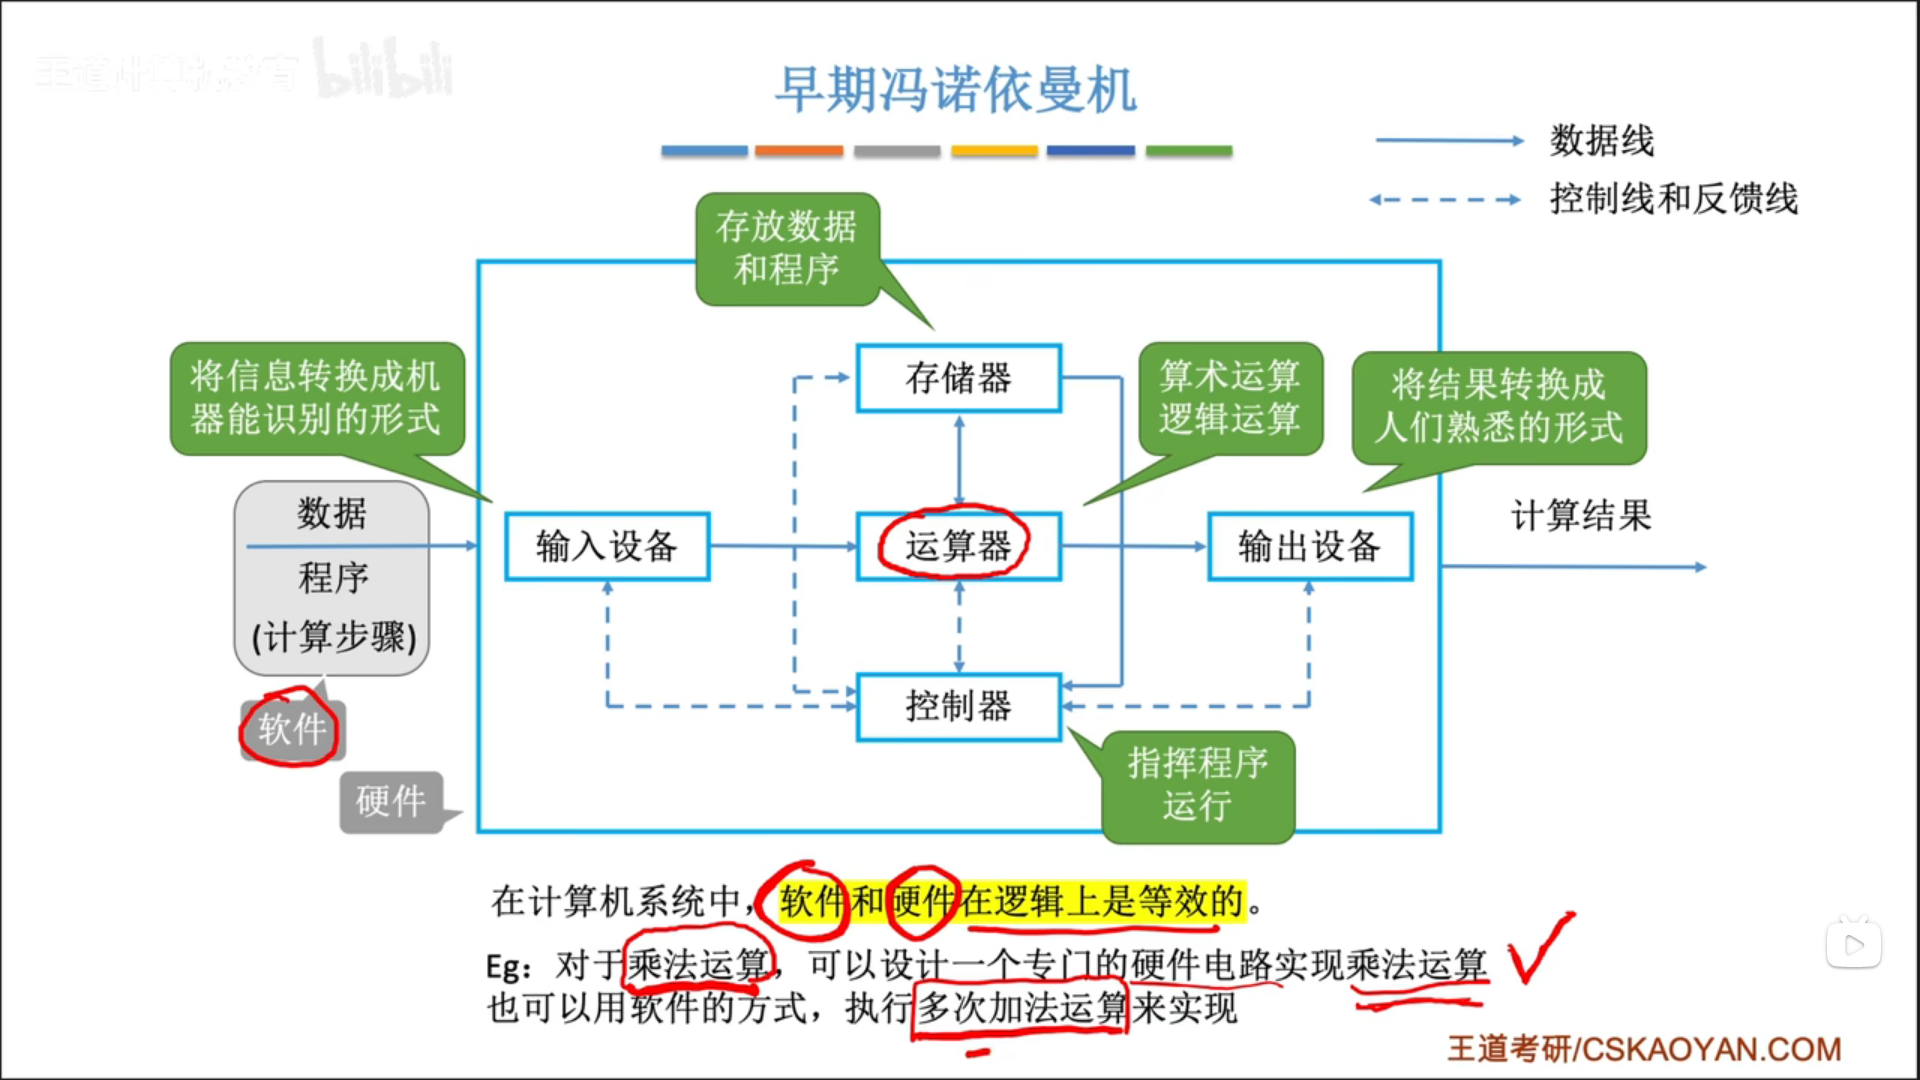 王道计算机教育 bilibili
早期冯诺依曼机
数据线
控制线和反馈线
存放数据
和程序
将信息转换成机
器能识别的形式
存储器
算术运算
逻辑运算
将结果转换成
人们熟悉的形式
数据
程序
(计算步骤)
输入设备
运算器
输出设备
计算结果
软件
硬件
控制器
指挥程序
运行
在计算机系统中，软件和硬件在逻辑上是等效的。
Eg：对于乘法运算，可以设计一个专门的硬件电路实现乘法运算
也可以用软件的方式，执行多次加法运算来实现
王道考研/CSKAOYAN.COM